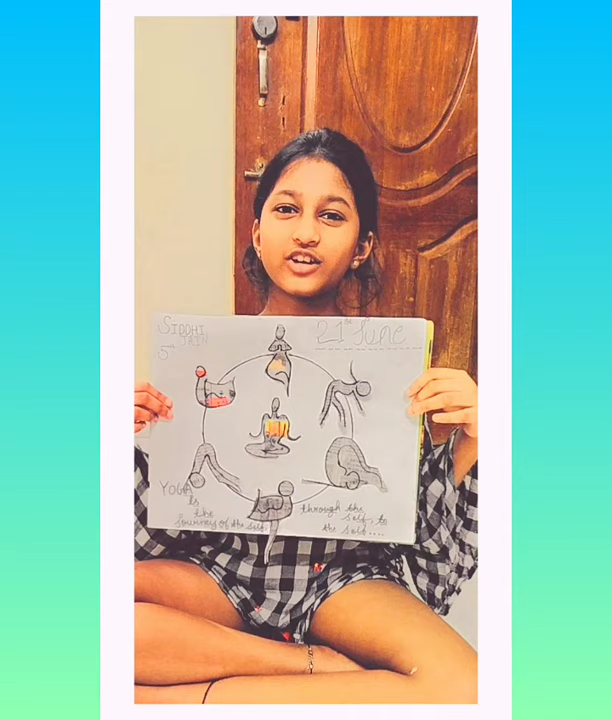 SIDDHI
JAIN
5th
21st June
YOGA
is
the
Journey of the self,
through the
self, to
the self....